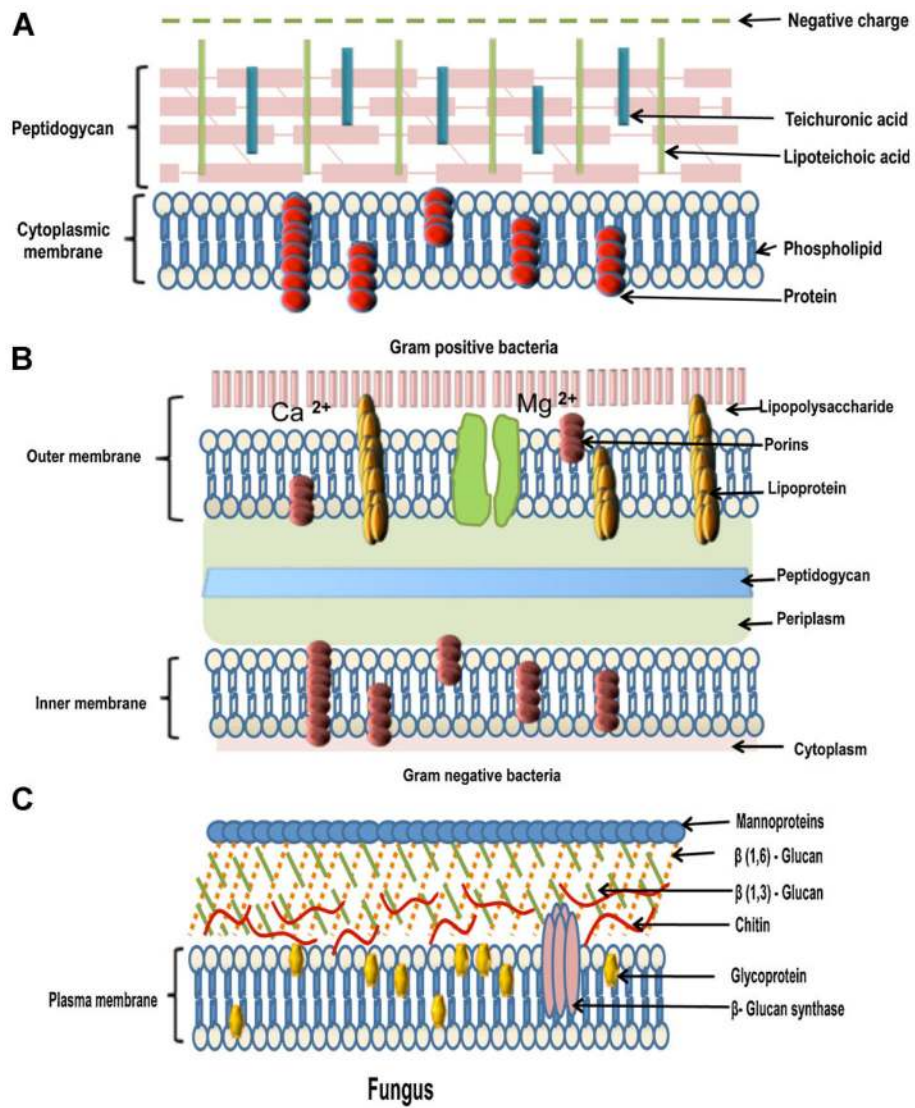 A
Negative charge
Peptidogycan
Teichuronic acid
Lipoteichoic acid
Cytoplasmic
membrane
Phospholipid
Protein
Gram positive bacteria
B
Ca 2+
Mg 2+
Lipopolysaccharide
Outer membrane
Porins
Lipoprotein
Peptidogycan
Periplasm
Inner membrane
Cytoplasm
Gram negative bacteria
C
Mannoproteins
β (1,6) - Glucan
β (1,3) - Glucan
Chitin
Glycoprotein
Plasma membrane
β- Glucan synthase
Fungus